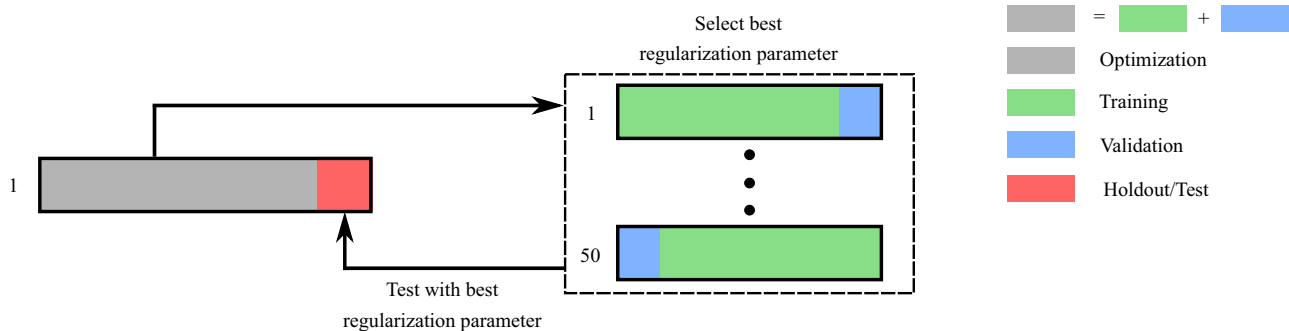 Select best
regularization parameter
1
50
1
Test with best
regularization parameter
= +
Optimization
Training
Validation
Holdout/Test